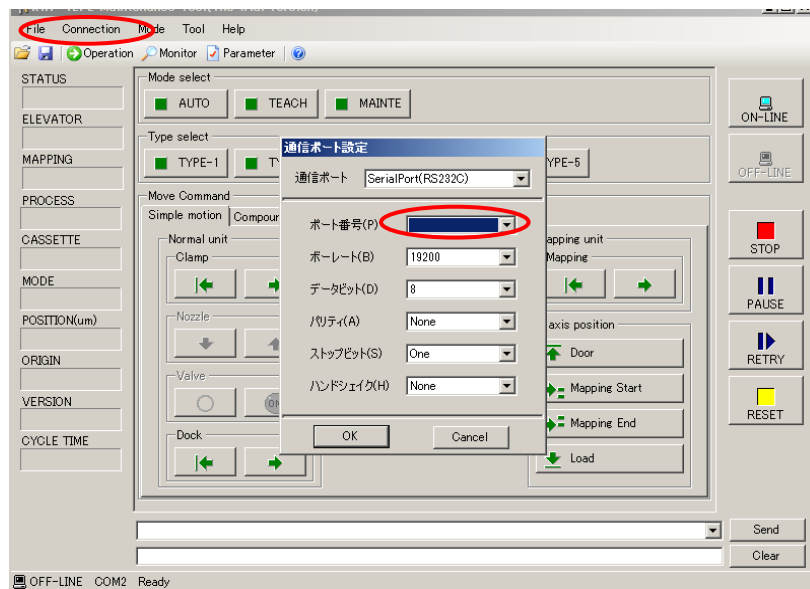 File Connection Mode Tool Help
Operation Monitor Parameter
STATUS
ELEVATOR
MAPPING
PROCESS
CASSETTE
MODE
POSITION(um)
ORIGIN
VERSION
CYCLE TIME
Mode select
AUTO TEACH MAINTE
Type select
TYPE-1
YPE-5
Move Command
Simple motion Compour
Normal unit
Clamp
Nozzle
Valve
ON
Dock
通信ポート設定
通信ポート SerialPort(RS232C)
ポート番号(P)
ボーレート(B) 19200
データビット(D) 8
パリティ(A) None
ストップビット(S) One
ハンドシェイク(H) None
OK Cancel
apping unit
Mapping
axis position
Door
Mapping Start
Mapping End
Load
ON-LINE
OFF-LINE
STOP
PAUSE
RETRY
RESET
Send
Clear
OFF-LINE COM2 Ready